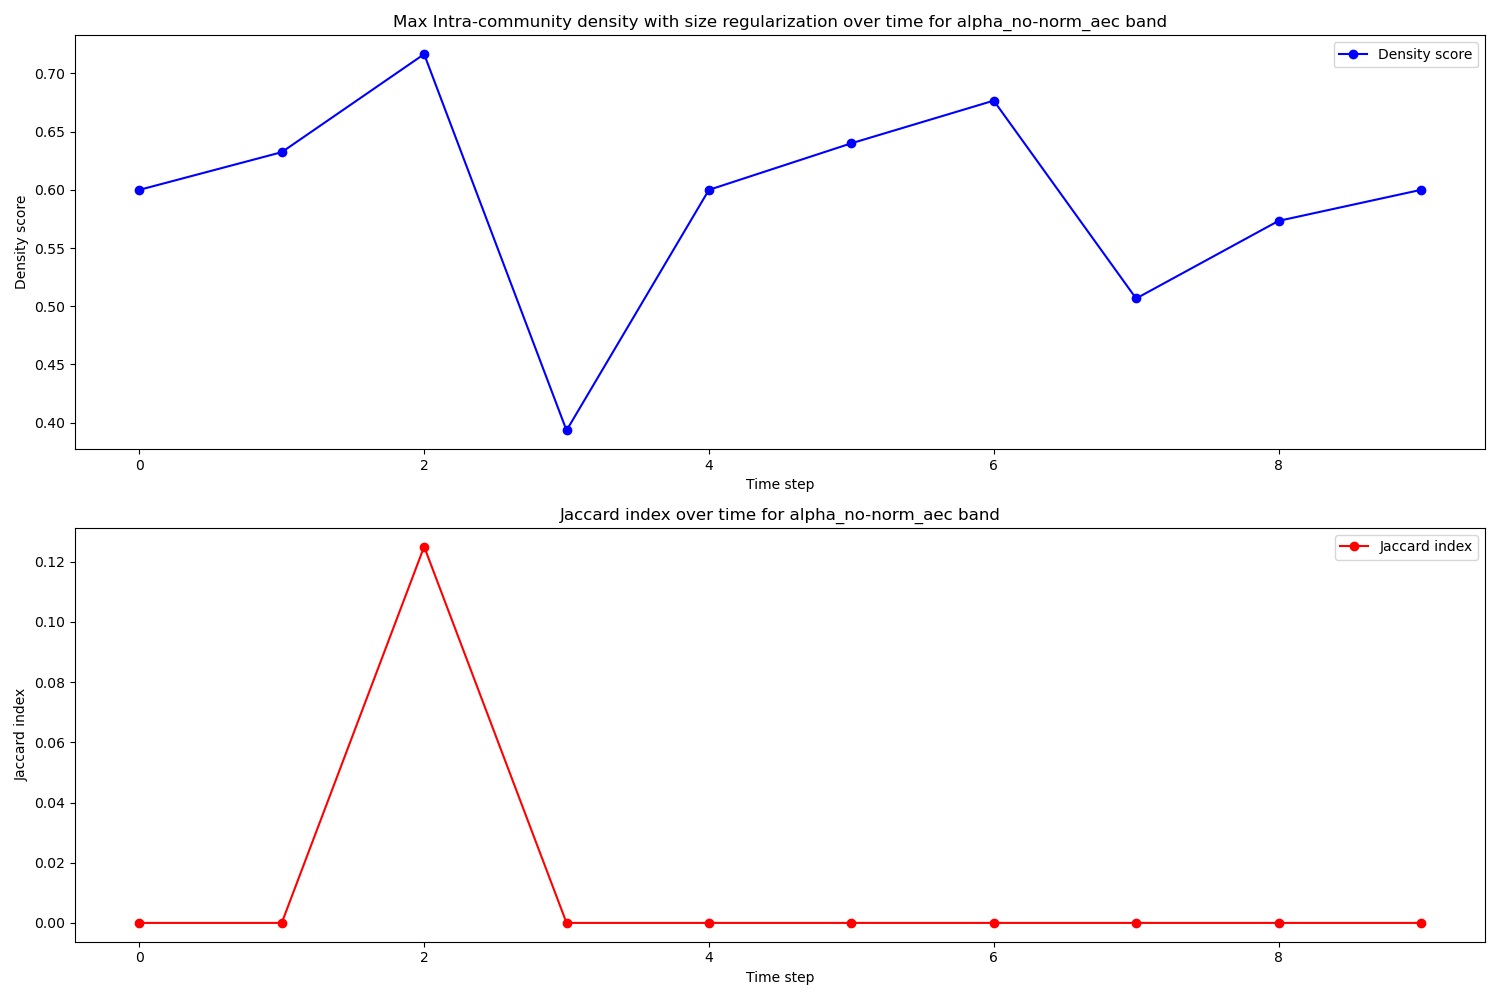 Max Intra-community density with size regularization over time for alpha_no-norm_aec band
Density score
0.70
0.65
0.60
0.55
0.50
0.45
0.40
Density score
0 2 4 6 8
Time step
Jaccard index over time for alpha_no-norm_aec band
Jaccard index
0.12
0.10
0.08
0.06
0.04
0.02
0.00
Jaccard index
0 2 4 6 8
Time step